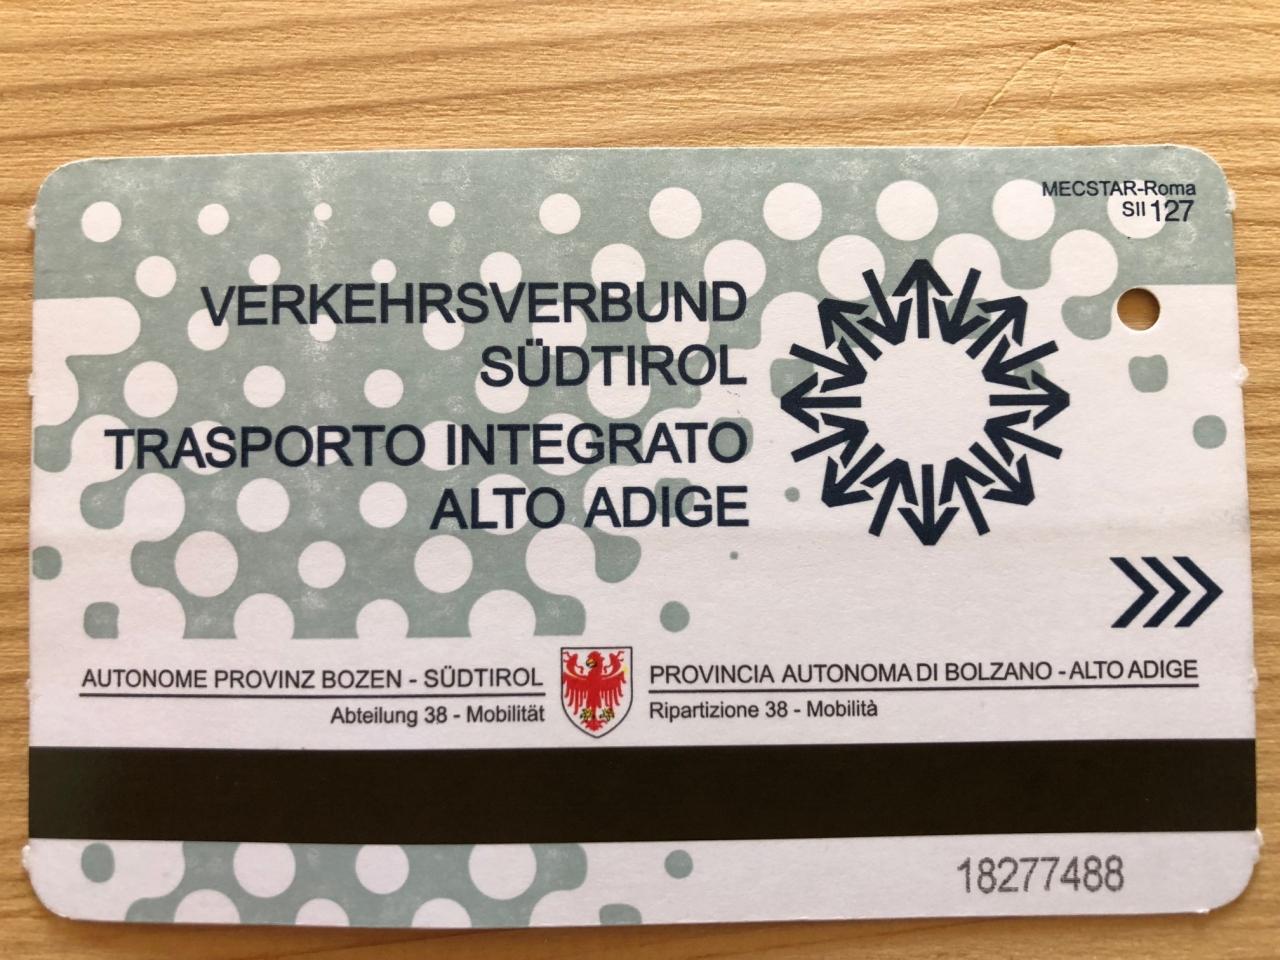 MECSTAR-Roma
SII 127
VERKEHRSVERBUND
SÜDTIROL
TRASPORTO INTEGRATO
ALTO ADIGE
AUTONOME PROVINZ BOZEN - SÜDTIROL
Abteilung 38 - Mobilität
PROVINCIA AUTONOMA DI BOLZANO - ALTO ADIGE
Ripartizione 38 - Mobilità
18277488